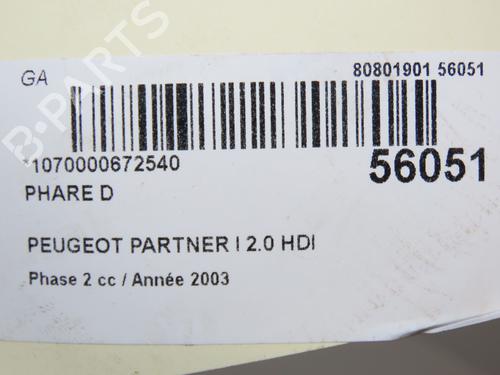 GA
80801901 56051
*1070000672540
56051
PHARE D
PEUGEOT PARTNER I 2.0 HDI
Phase 2 cc / Année 2003
B-PARTS